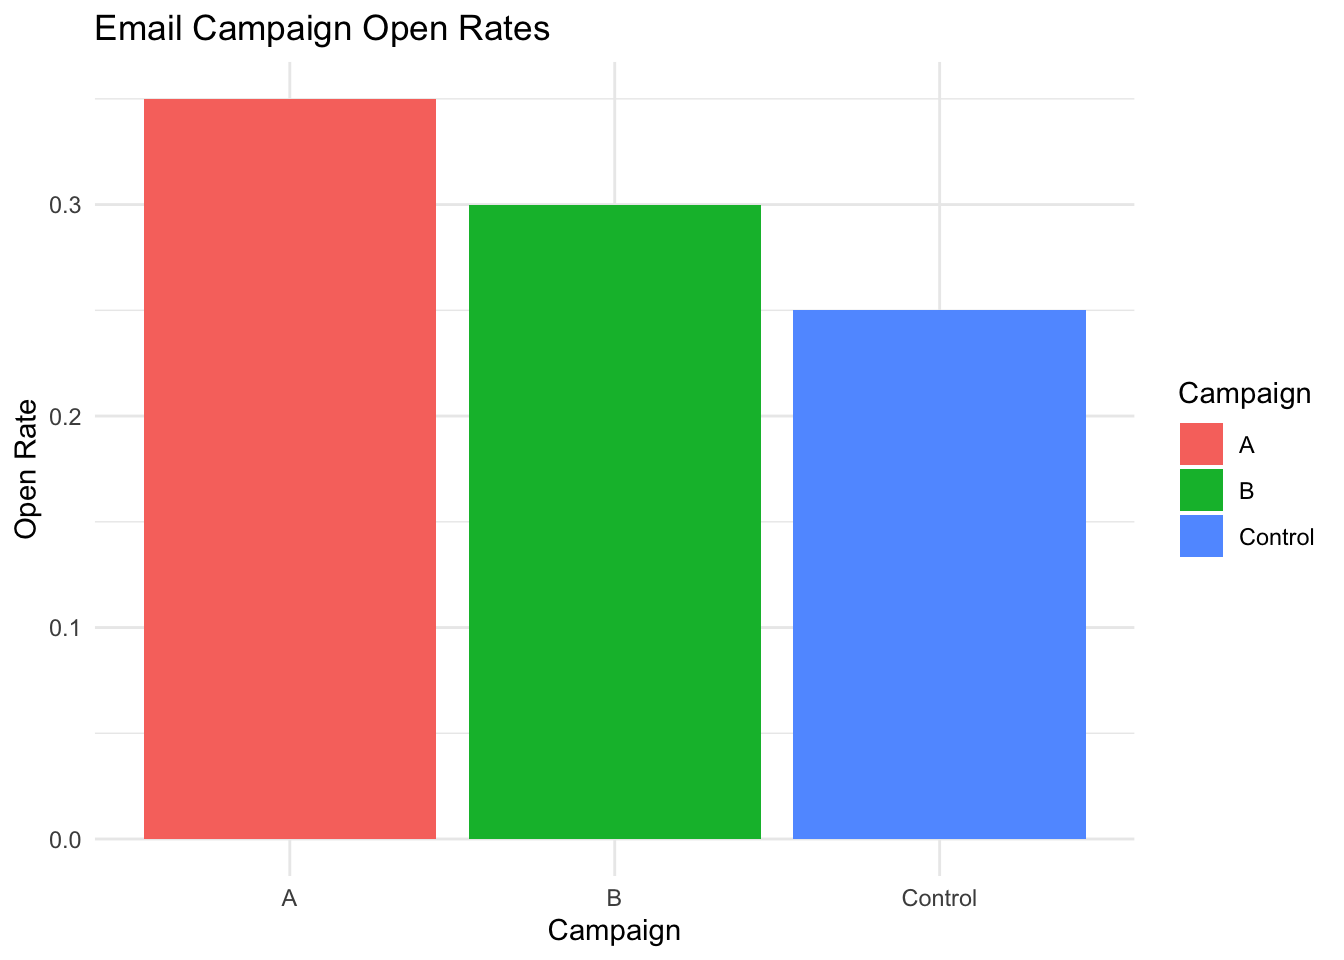 Email Campaign Open Rates
Open Rate
0.3
0.2
0.1
0.0
A
B
Control
Campaign
Campaign
A
B
Control